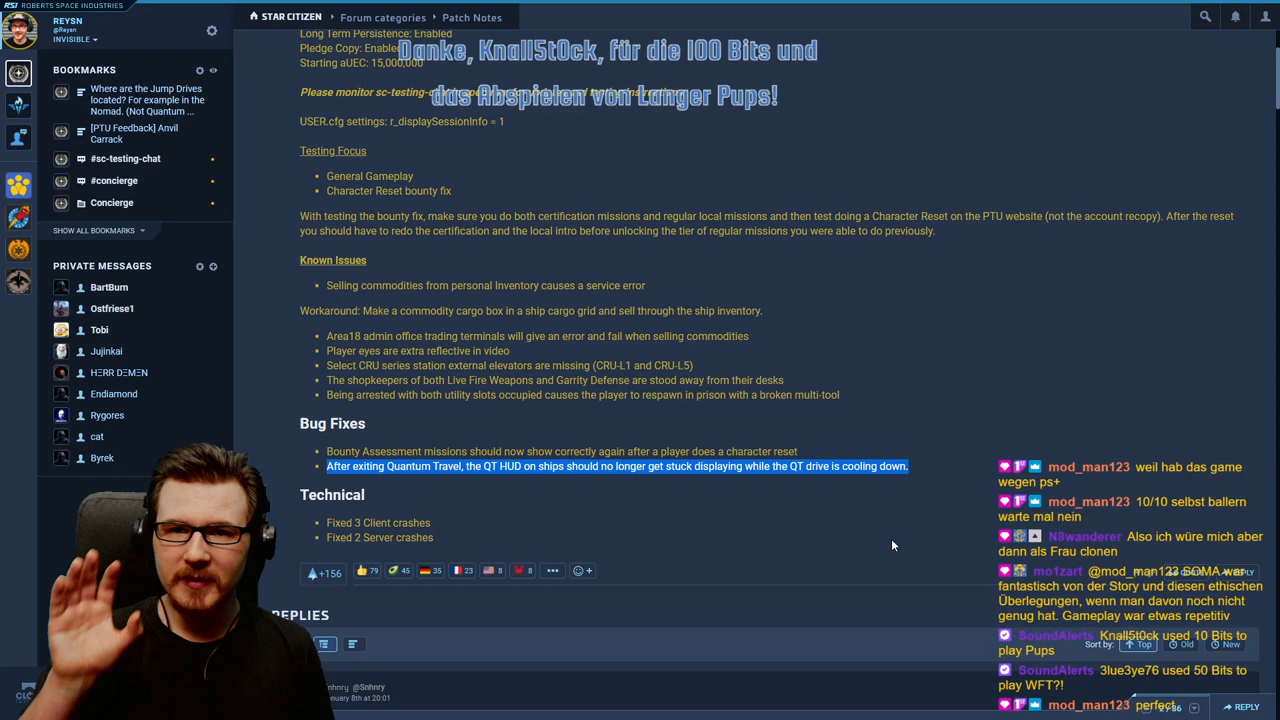 RSI ROBERTS SPACE INDUSTRIES
REYSN
@Reysn
INVISIBLE
STAR CITIZEN Forum categories Patch Notes
BOOKMARKS
Where are the Jump Drives
located? For example in the
Nomad. (Not Quantum ...
[PTU Feedback] Anvil
Carrack
#sc-testing-chat
#concierge
Concierge
SHOW ALL BOOKMARKS
PRIVATE MESSAGES
BartBurn
Ostfriese1
Tobi
Jujinkai
HΞRR DΞMΞN
Endiamond
Rygores
cat
Byrek
Long Term Persistence: Enabled
Pledge Copy: Enabled
Starting aUEC: 15,000,000
Danke, Knall5t0ck, für die 100 Bits und
das Abspielen von Langer Pups!
Please monitor sc-testing-
USER.cfg settings: r_displaySessionInfo = 1
Testing Focus
General Gameplay
Character Reset bounty fix
With testing the bounty fix, make sure you do both certification missions and regular local missions and then test doing a Character Reset on the PTU website (not the account recopy). After the reset
you should have to redo the certification and the local intro before unlocking the tier of regular missions you were able to do previously.
Known Issues
Selling commodities from personal Inventory causes a service error
Workaround: Make a commodity cargo box in a ship cargo grid and sell through the ship inventory.
Area18 admin office trading terminals will give an error and fail when selling commodities
Player eyes are extra reflective in video
Select CRU series station external elevators are missing (CRU-L1 and CRU-L5)
The shopkeepers of both Live Fire Weapons and Garrity Defense are stood away from their desks
Being arrested with both utility slots occupied causes the player to respawn in prison with a broken multi-tool
Bug Fixes
Bounty Assessment missions should now show correctly again after a player does a character reset
After exiting Quantum Travel, the QT HUD on ships should no longer get stuck displaying while the QT drive is cooling down.
Technical
Fixed 3 Client crashes
Fixed 2 Server crashes
+156 79 45 35 23 8 8
REPLIES
Sort by: Top Old New
Snhnry @Snhnry
nuary 8th at 20:01
REPLY
mod_man123 weil hab das game
wegen ps+
mod_man123 10/10 selbst ballern
warte mal nein
N8wanderer Also ich würe mich aber
dann als Frau clonen
mo1zart @mod_man123 BOMA war
fantastisch von der Story und diesen ethischen
Überlegungen, wenn man davon noch nicht
genug hat. Gameplay war etwas repetitiv
SoundAlerts Knall5t0ck used 10 Bits to
play Pups
SoundAlerts 3lue3ye76 used 50 Bits to
play WFT?!
mod_man123 perfect